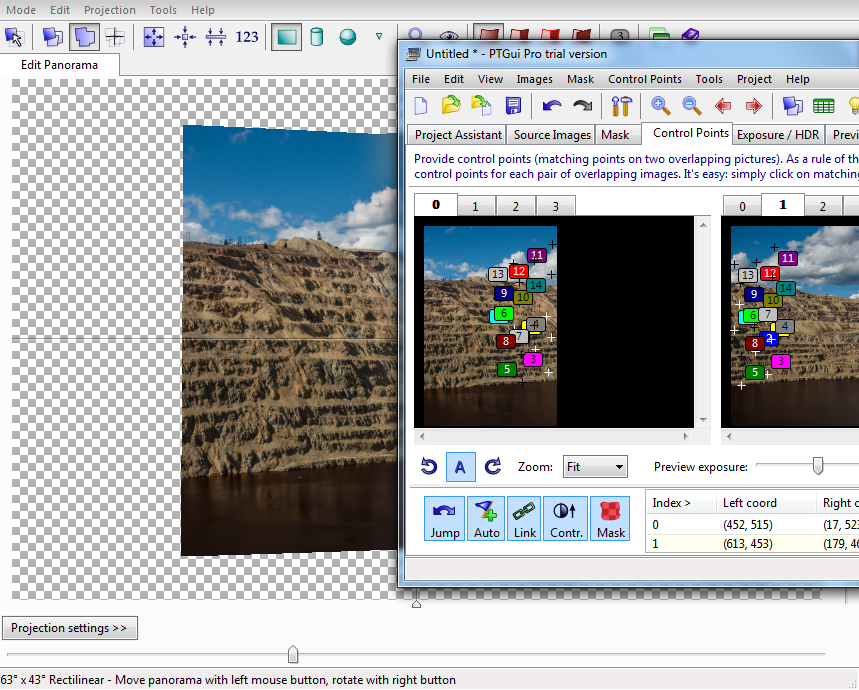 Mode Edit Projection Tools Help
123
3
Edit Panorama
Untitled * - PTGui Pro trial version
File Edit View Images Mask Control Points Tools Project Help
Project Assistant Source Images Mask Control Points Exposure / HDR Previ
Provide control points (matching points on two overlapping pictures). As a rule of th
control points for each pair of overlapping images. It's easy: simply click on matching
0 1 2 3
0 1 2
11
13 12
14
9 10
6
4
8 7
3
5
11
13 12
14
9 10
6 7
4
8 2
3
5
A Zoom: Fit Preview exposure:
Jump Auto Link Contr. Mask
Index > Left coord Right c
0 (452, 515) (17, 523
1 (613, 453) (179, 46
Projection settings >>
63° x 43° Rectilinear - Move panorama with left mouse button, rotate with right button